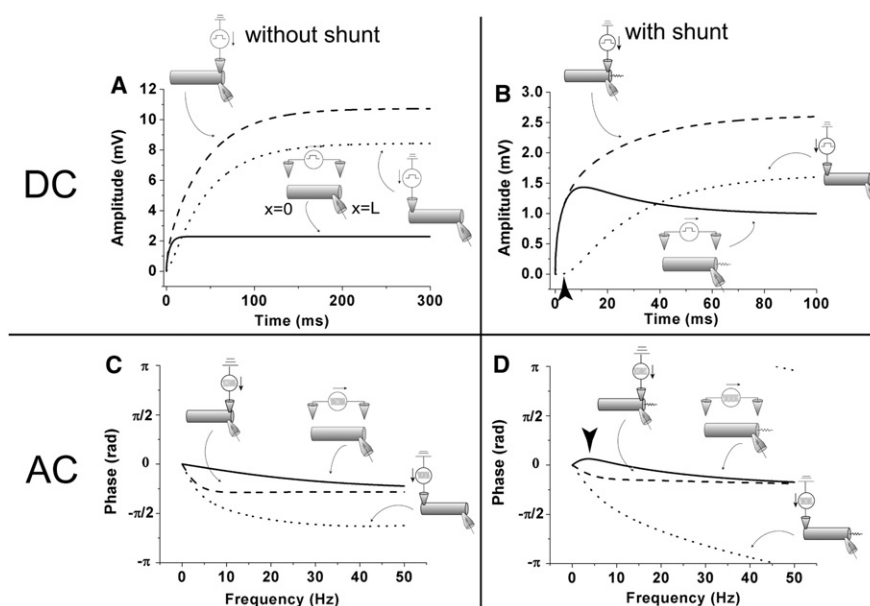 without shunt
with shunt
DC
AC
A
Amplitude (mV)
12
10
8
6
4
2
0
x=0
x=L
0
100
200
300
Time (ms)
B
Amplitude (mV)
3.0
2.5
2.0
1.5
1.0
0.5
0.0
0
20
40
60
80
100
Time (ms)
C
Phase (rad)
π
π/2
0
-π/2
-π
0
10
20
30
40
50
Frequency (Hz)
D
Phase (rad)
π
π/2
0
-π/2
-π
0
10
20
30
40
50
Frequency (Hz)